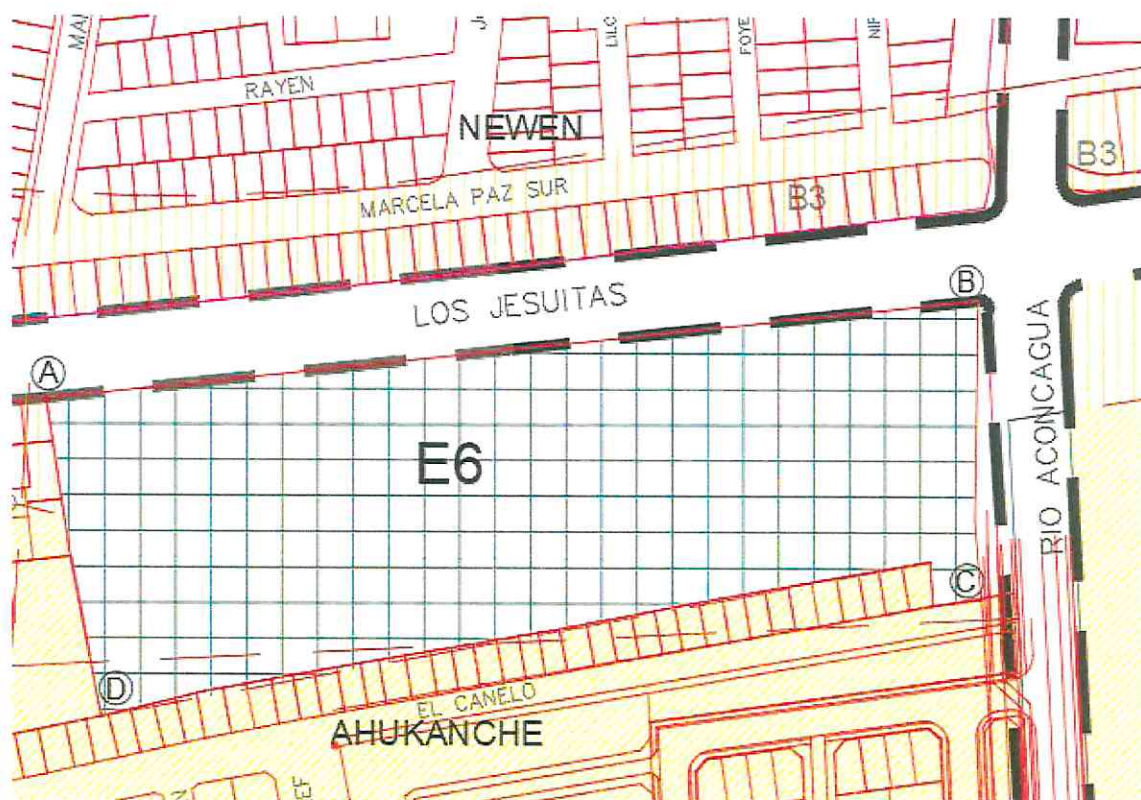 RAYEN
NEWEN
MARCELA PAZ SUR
B3
B3
LOS JESUITAS
A
B
RIO ACONCAGUA
E6
C
D
EL CANELO
AHUKANCHE